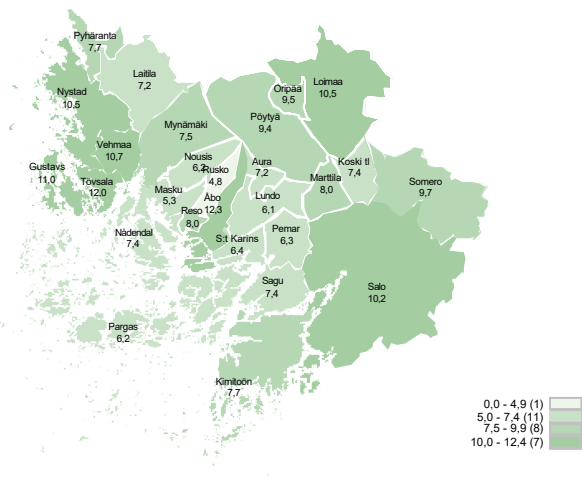 Pyhäranta
7,7
Laitila
7,2
Loimaa
10,5
Oripää
9,5
Nystad
10,5
Pöytyä
9,4
Mynämäki
7,5
Vehmaa
10,7
Nousis
6,2
Rusko
4,8
Aura
7,2
Koski tl
7,4
Gustavs
11,0
Tövsala
12,0
Marttila
8,0
Somero
9,7
Masku
5,3
Åbo
12,3
Lundo
6,1
Reso
8,0
Nådendal
7,4
S:t Karins
6,4
Pemar
6,3
Sagu
7,4
Salo
10,2
Pargas
6,2
Kimitoön
7,7
0,0 - 4,9 (1)
5,0 - 7,4 (11)
7,5 - 9,9 (8)
10,0 - 12,4 (7)